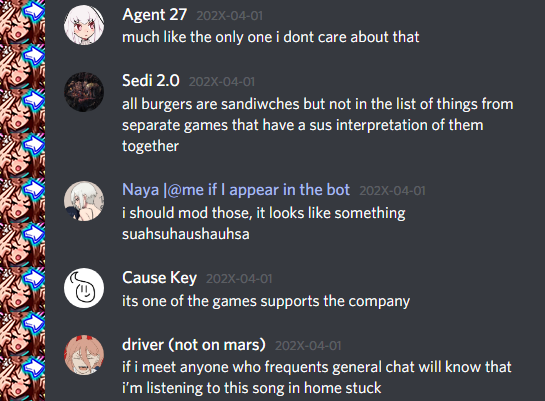 Agent 27 202X-04-01
much like the only one i dont care about that
Sedi 2.0 202X-04-01
all burgers are sandiwches but not in the list of things from
separate games that have a sus interpretation of them
together
Naya |@me if I appear in the bot 202X-04-01
i should mod those, it looks like something
suahsuhaushauhsa
Cause Key 202X-04-01
its one of the games supports the company
driver (not on mars) 202X-04-01
if i meet anyone who frequents general chat will know that
i’m listening to this song in home stuck